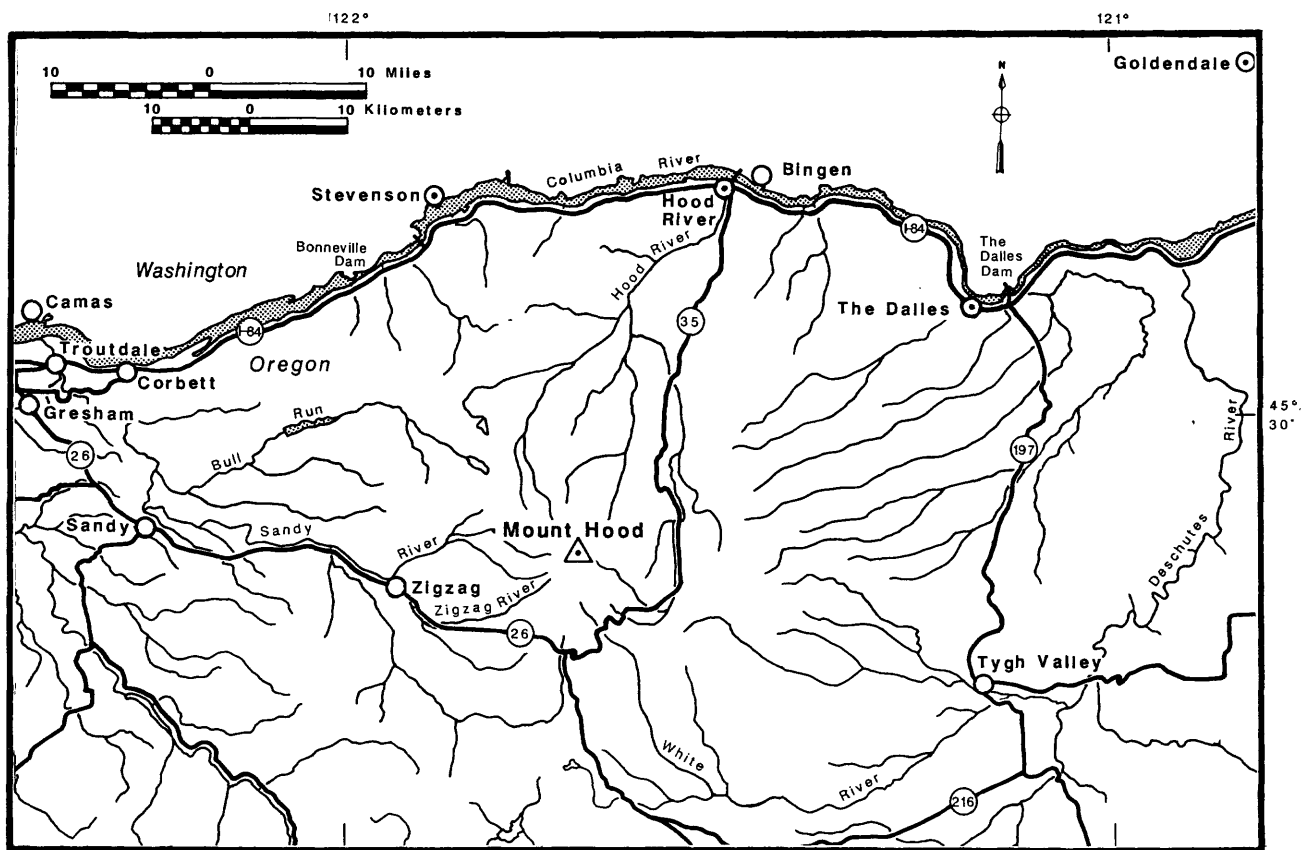 122°
121°
Goldendale
10 0 10 Miles
10 0 10 Kilometers
N
Columbia River
Bingen
Stevenson
Hood
River
Bonneville
Dam
Washington
Hood River
I-84
The
Dalles
Dam
Camas
The Dalles
I-84
35
Troutdale
Oregon
Corbett
Gresham
Run
45°
30"
River
26
Bull
197
Sandy
Sandy
Mount Hood
River
Deschutes
Zigzag
Zigzag River
26
Tygh Valley
White
River
216